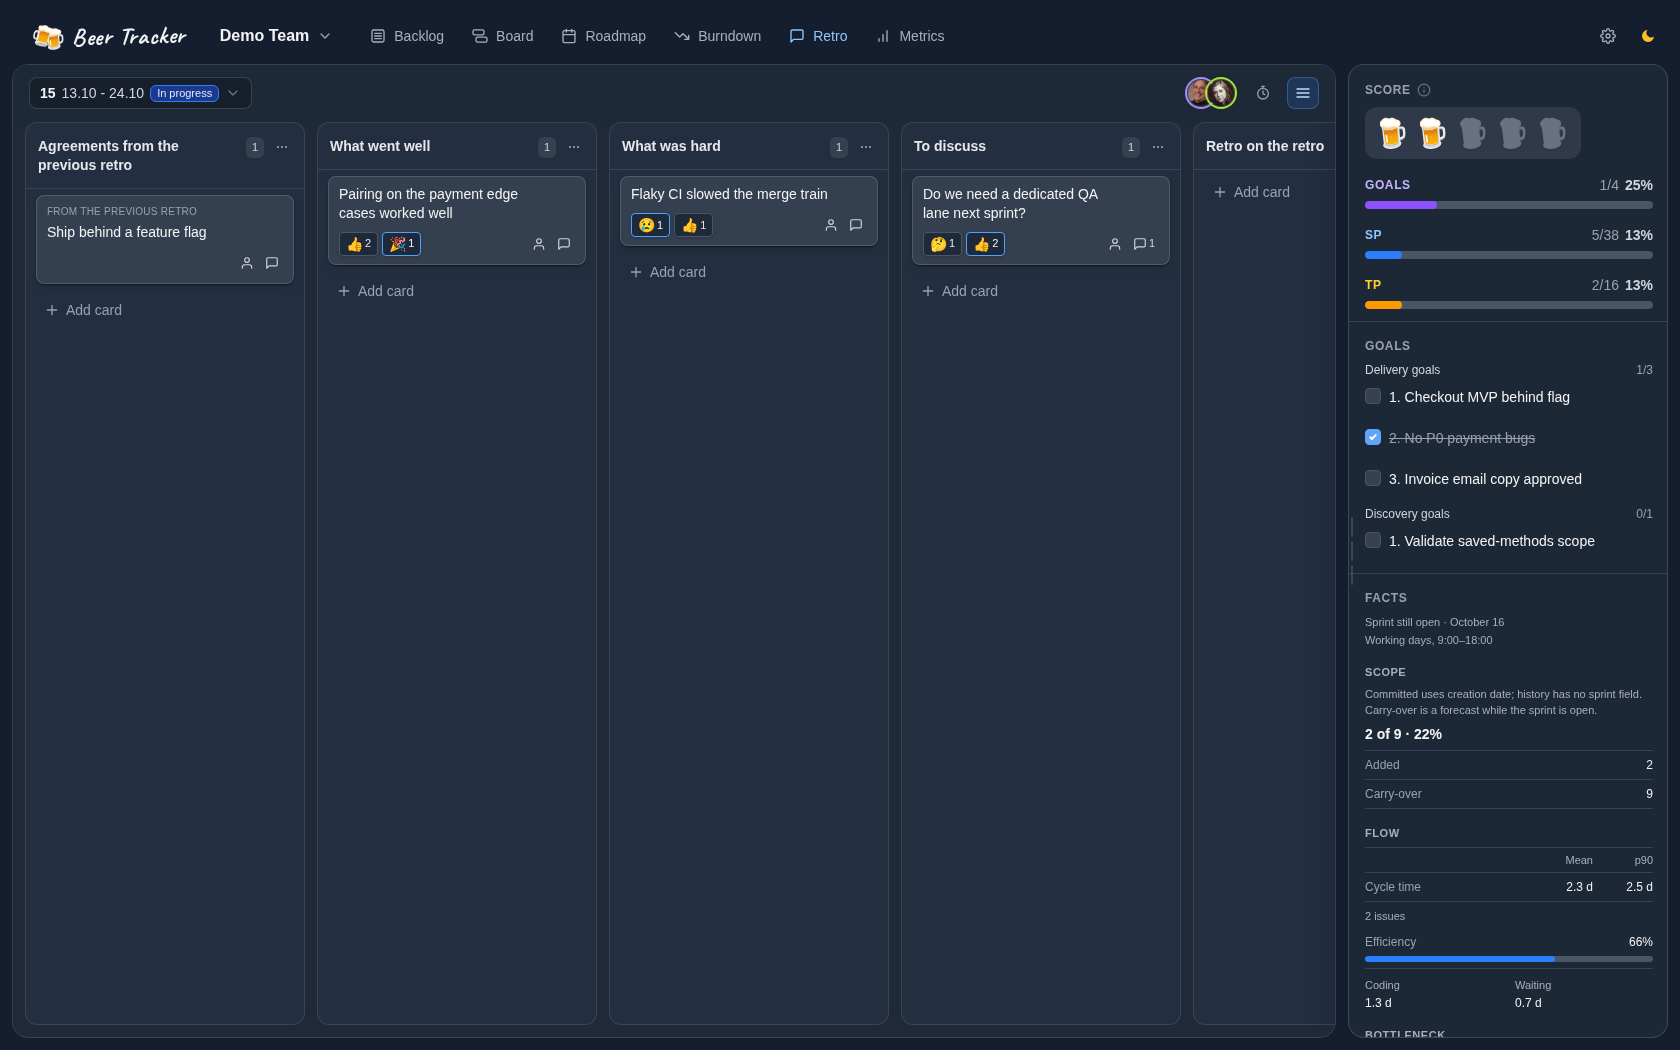 Beer Tracker
Demo Team
Backlog
Board
Roadmap
Burndown
Retro
Metrics
15 13.10 - 24.10 In progress
Agreements from the
previous retro
1
FROM THE PREVIOUS RETRO
Ship behind a feature flag
Add card
What went well
1
Pairing on the payment edge
cases worked well
2 1
Add card
What was hard
1
Flaky CI slowed the merge train
1 1
Add card
To discuss
1
Do we need a dedicated QA
lane next sprint?
1 2 1
Add card
Retro on the retro
Add card
SCORE
GOALS 1/4 25%
SP 5/38 13%
TP 2/16 13%
GOALS
Delivery goals 1/3
1. Checkout MVP behind flag
2. No P0 payment bugs
3. Invoice email copy approved
Discovery goals 0/1
1. Validate saved-methods scope
FACTS
Sprint still open · October 16
Working days, 9:00–18:00
SCOPE
Committed uses creation date; history has no sprint field.
Carry-over is a forecast while the sprint is open.
2 of 9 · 22%
Added 2
Carry-over 9
FLOW
Mean p90
Cycle time 2.3 d 2.5 d
2 issues
Efficiency 66%
Coding Waiting
1.3 d 0.7 d
BOTTLENECK